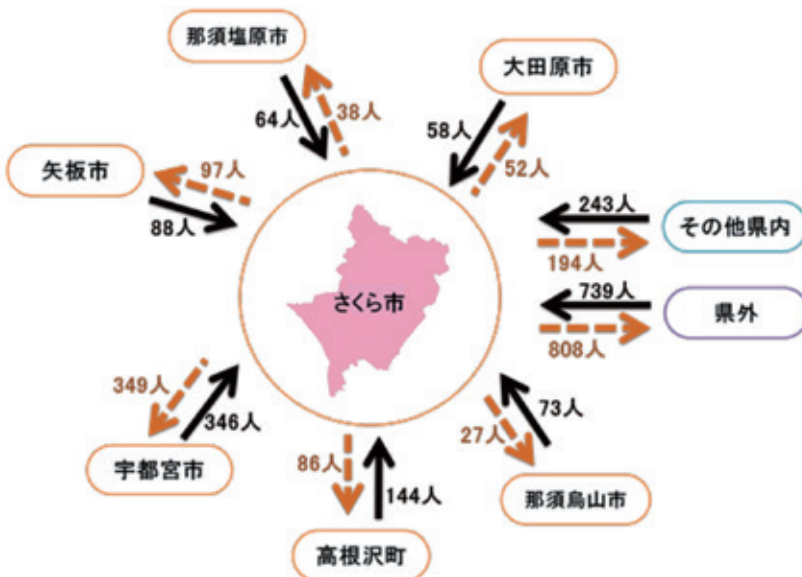 那須塩原市
大田原市
64人
38人
58人
52人
矢板市
97人
88人
243人
その他県内
194人
さくら市
739人
県外
808人
349人
346人
宇都宮市
86人
144人
高根沢町
27人
73人
那須烏山市